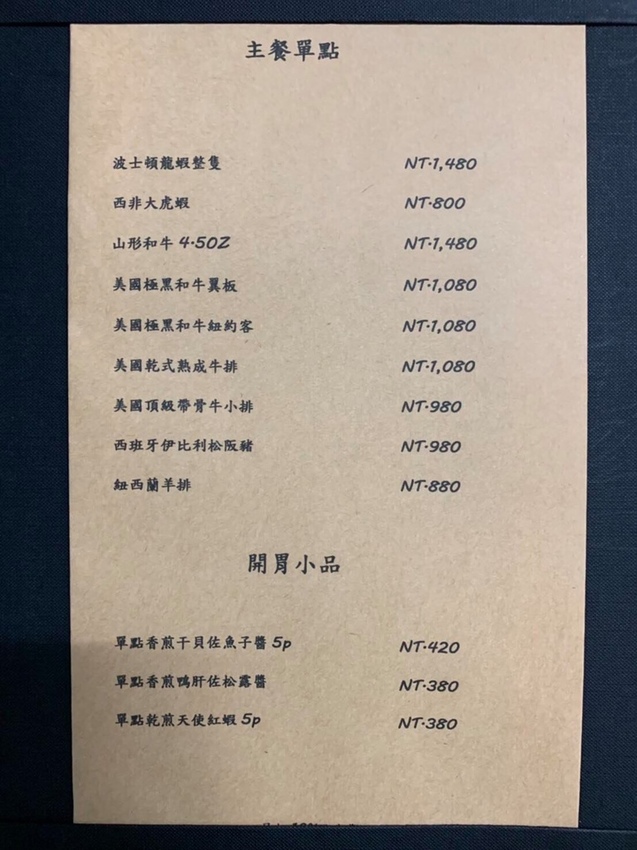 主餐單點
波士頓龍蝦整隻 NT.1,480
西非大虎蝦 NT.800
山形和牛 4.5OZ NT.1,480
美國極黑和牛翼板 NT.1,080
美國極黑和牛紐約客 NT.1,080
美國乾式熟成牛排 NT.1,080
美國頂級帶骨牛小排 NT.980
西班牙伊比利松阪豬 NT.980
紐西蘭羊排 NT.880
開胃小品
單點香煎干貝佐魚子醬 5p NT.420
單點香煎鴨肝佐松露醬 NT.380
單點乾煎天使紅蝦 5p NT.380